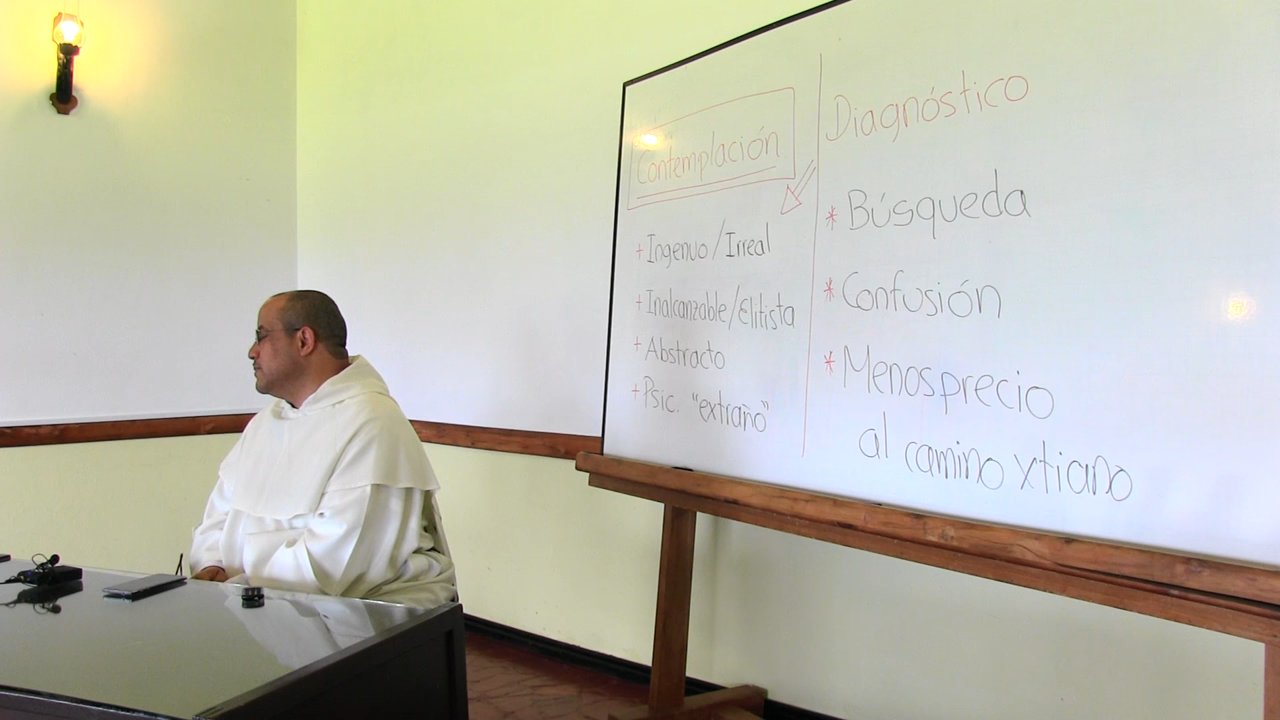 Contemplación
+ Ingenuo/Irreal
+ Inalcanzable/Elitista
+ Abstracto
+ Psic. "extraño"
Diagnóstico
* Búsqueda
* Confusión
* Menosprecio
al camino xtiano